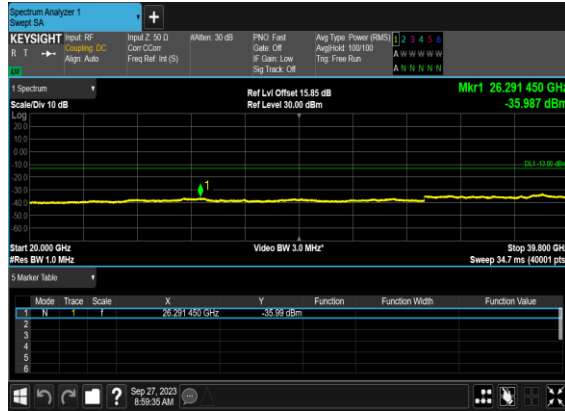 Spectrum Analyzer 1
Swept SA
+
KEYSIGHT Input: RF Input Z: 50 Ω #Atten: 30 dB PNO: Fast Avg Type: Power (RMS) 1 2 3 4 5 6
R T Coupling: DC Corr CCorr Gate: Off Avg|Hold: 100/100 A W W W W W
Align: Auto Freq Ref: Int (S) IF Gain: Low Trig: Free Run
Sig Track: Off A N N N N N
1 Spectrum
Ref Lvl Offset 15.85 dB Mkr1 26.291 450 GHz
Scale/Div 10 dB Ref Level 30.00 dBm -35.987 dBm
Log
20.0
10.0
0.00
-10.0
DL1 -13.00 dBm
-20.0
1
-30.0
-40.0
-50.0
-60.0
Start 20.000 GHz Video BW 3.0 MHz* Stop 39.800 GHz
#Res BW 1.0 MHz Sweep 34.7 ms (40001 pts)
5 Marker Table
Mode Trace Scale X Y Function Function Width Function Value
1 N 1 f 26.291 450 GHz -35.99 dBm
2
3
4
5
6
? Sep 27, 2023
8:59:35 AM